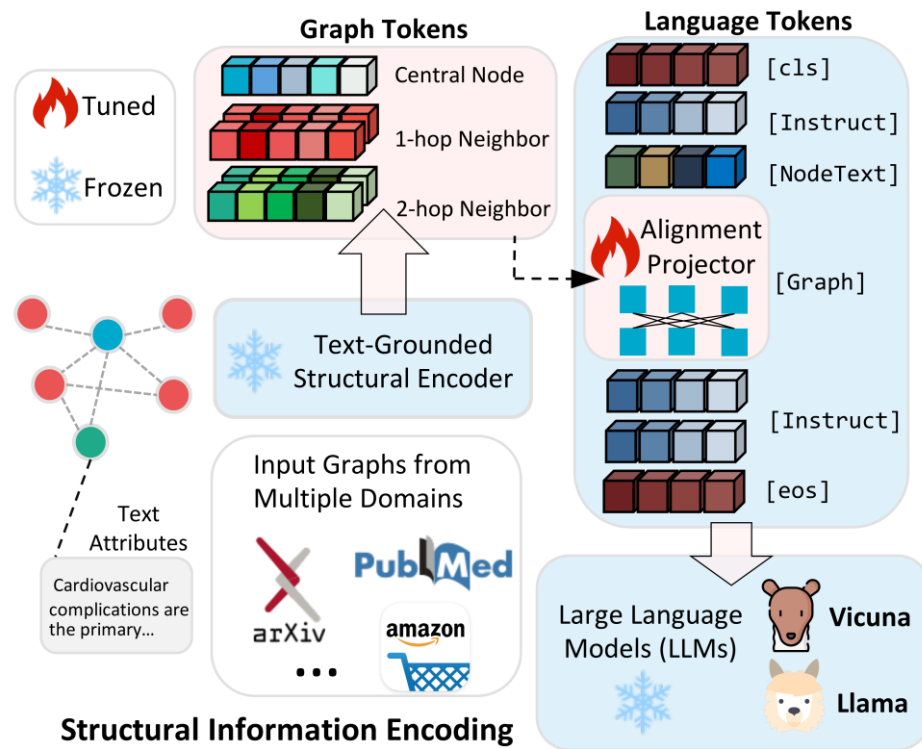 Graph Tokens
Language Tokens
Tuned
Frozen
Central Node
1-hop Neighbor
2-hop Neighbor
[cls]
[Instruct]
[NodeText]
Alignment
Projector
[Graph]
[Instruct]
[eos]
Text-Grounded
Structural Encoder
Text
Attributes
Cardiovascular
complications are
the primary...
Input Graphs from
Multiple Domains
arXiv
PubMed
amazon
...
Large Language
Models (LLMs)
Vicuna
Llama
Structural Information Encoding